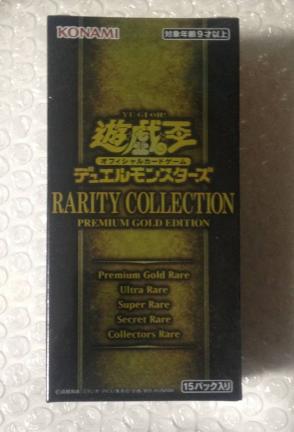 KONAMI
対象年齢9才以上
YU-GI-OH!
遊戯王
オフィシャルカードゲーム
デュエルモンスターズ
RARITY COLLECTION
PREMIUM GOLD EDITION
Premium Gold Rare
Ultra Rare
Super Rare
Secret Rare
Collectors Rare
15パック入り